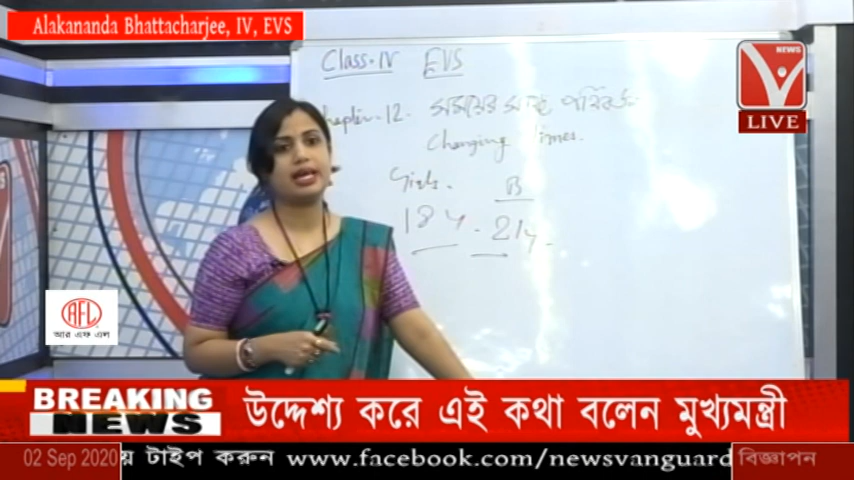 Alakananda Bhattacharjee, IV, EVS
Class-IV EVS
Chapter-12. সময়ের সাথে পরিবর্তন
Changing Times.
Girls. B
18 y. 21 y.
NEWS
V
LIVE
RFL
আর এফ এল
BREAKING NEWS
উদ্দেশ্য করে এই কথা বলেন মুখ্যমন্ত্রী
02 Sep 2020 য় টাইপ করুন www.facebook.com/newsvanguard বিজ্ঞাপন